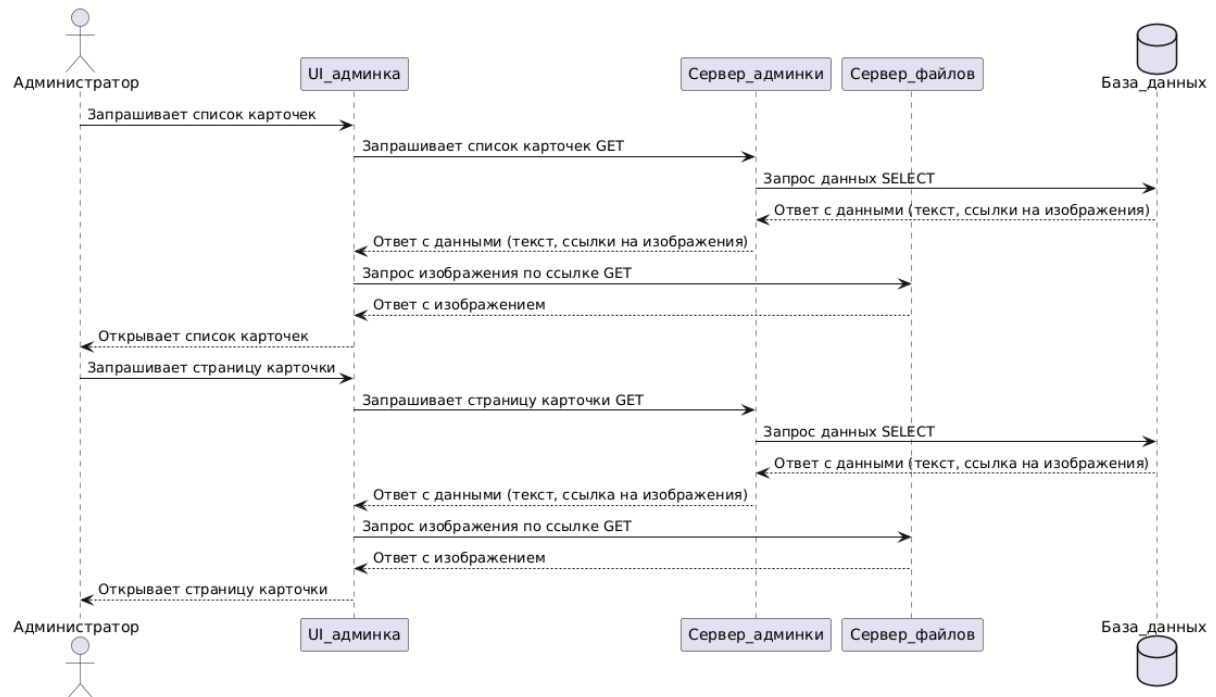 Администратор
UI_админка
Сервер_админки
Сервер_файлов
База_данных
Запрашивает список карточек
Запрашивает список карточек GET
Запрос данных SELECT
Ответ с данными (текст, ссылки на изображения)
Ответ с данными (текст, ссылки на изображения)
Запрос изображения по ссылке GET
Ответ с изображением
Открывает список карточек
Запрашивает страницу карточки
Запрашивает страницу карточки GET
Запрос данных SELECT
Ответ с данными (текст, ссылка на изображения)
Ответ с данными (текст, ссылка на изображения)
Запрос изображения по ссылке GET
Ответ с изображением
Открывает страницу карточки
Администратор
UI_админка
Сервер_админки
Сервер_файлов
База_данных